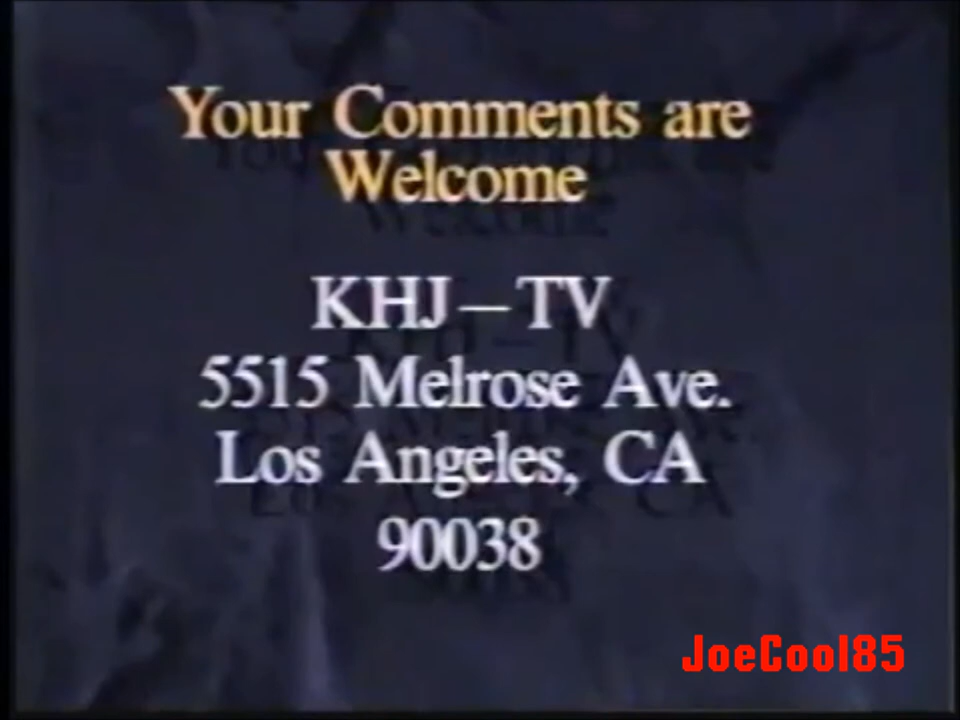 Your Comments are
Welcome
KHJ-TV
5515 Melrose Ave.
Los Angeles, CA
90038
JoeCool85